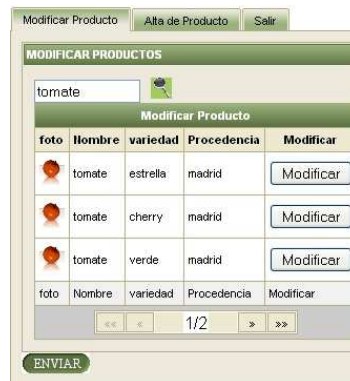 Modificar Producto Alta de Producto Salir
MODIFICAR PRODUCTOS
tomate
Modificar Producto
foto Nombre variedad Procedencia Modificar
tomate estrella madrid Modificar
tomate cherry madrid Modificar
tomate verde madrid Modificar
foto Nombre variedad Procedencia Modificar
«« « 1/2 » »»
ENVIAR